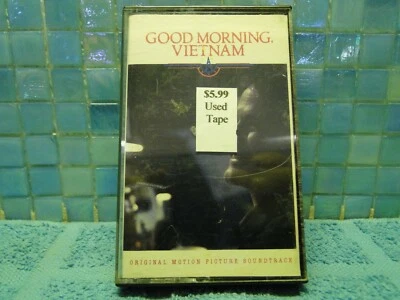 GOOD MORNING,
VIETNAM
$5.99
Used
Tape
ORIGINAL MOTION PICTURE SOUNDTRACK